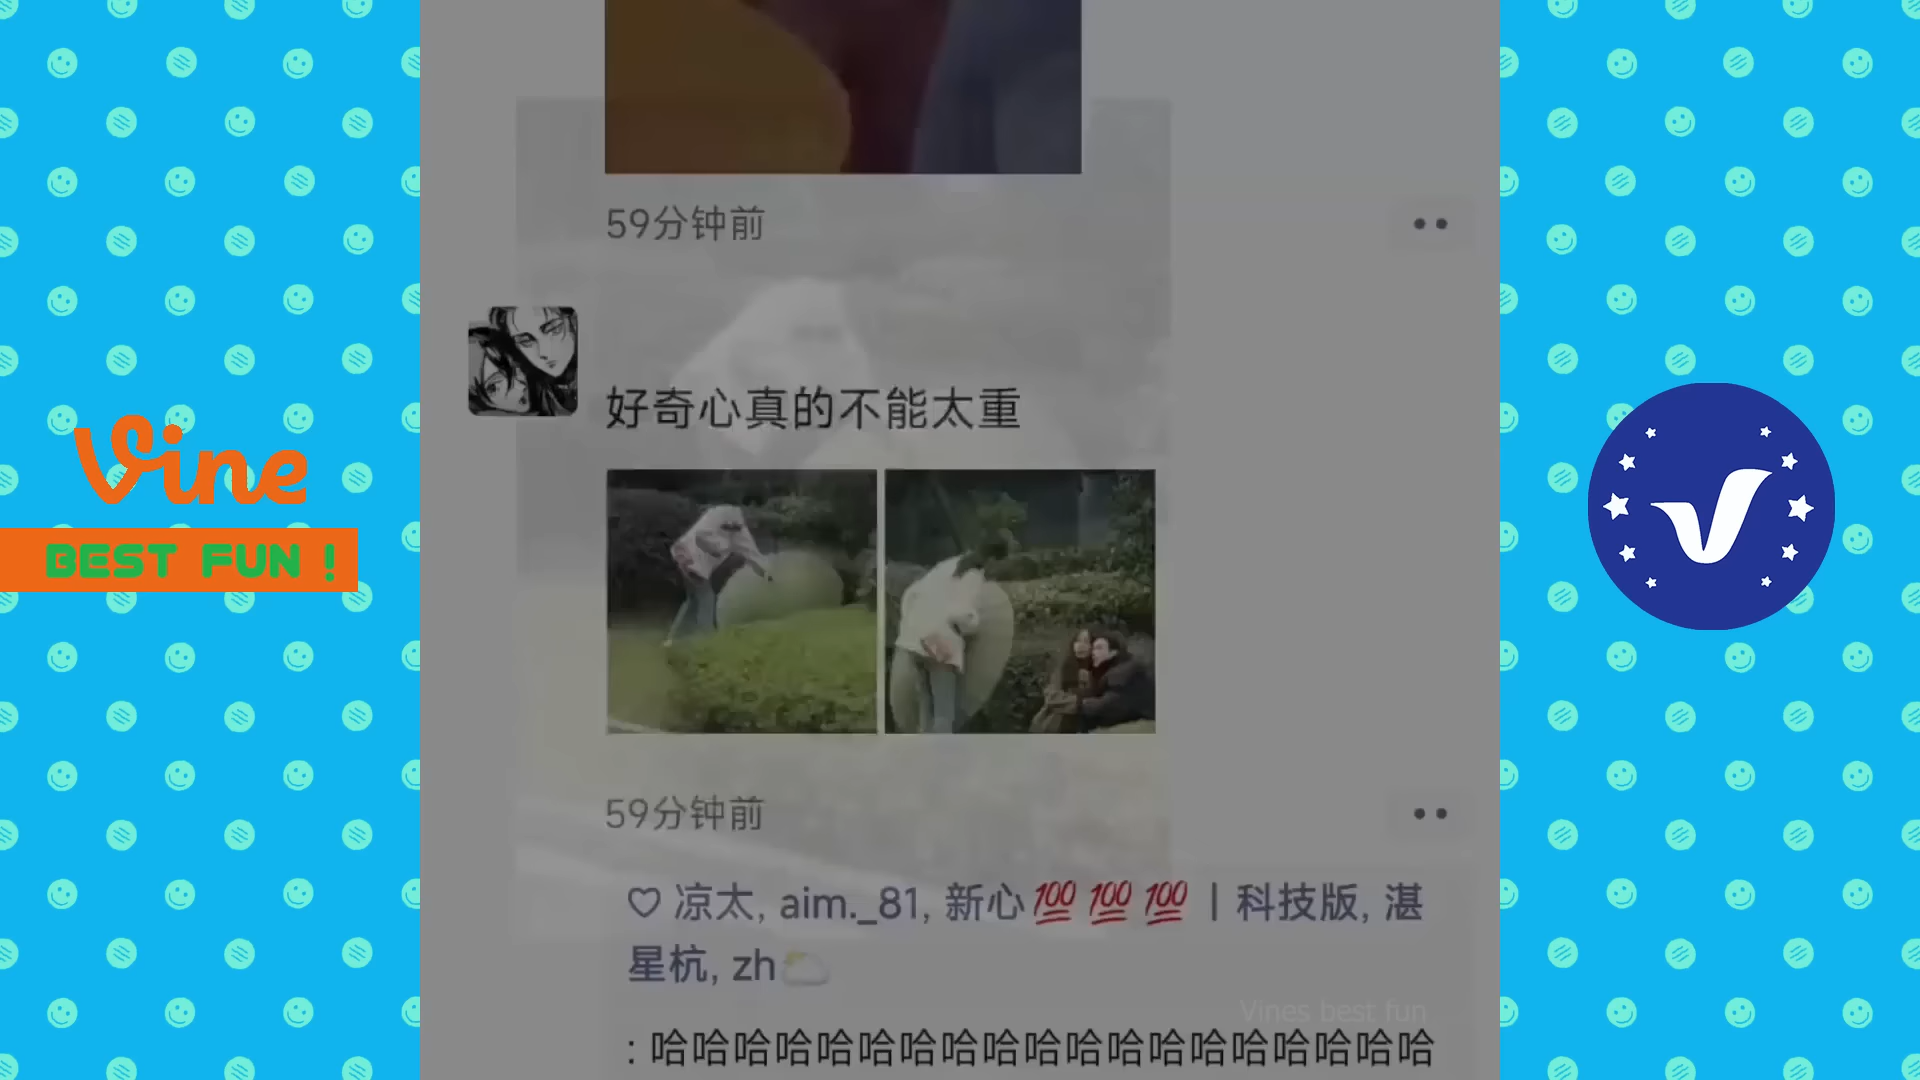 59分钟前
好奇心真的不能太重
Vine
BEST FUN !
59分钟前
凉太, aim._81, 新心💯💯💯丨科技版, 湛
星杭, zh🌥
Vines best fun
: 哈哈哈哈哈哈哈哈哈哈哈哈哈哈哈哈哈哈哈